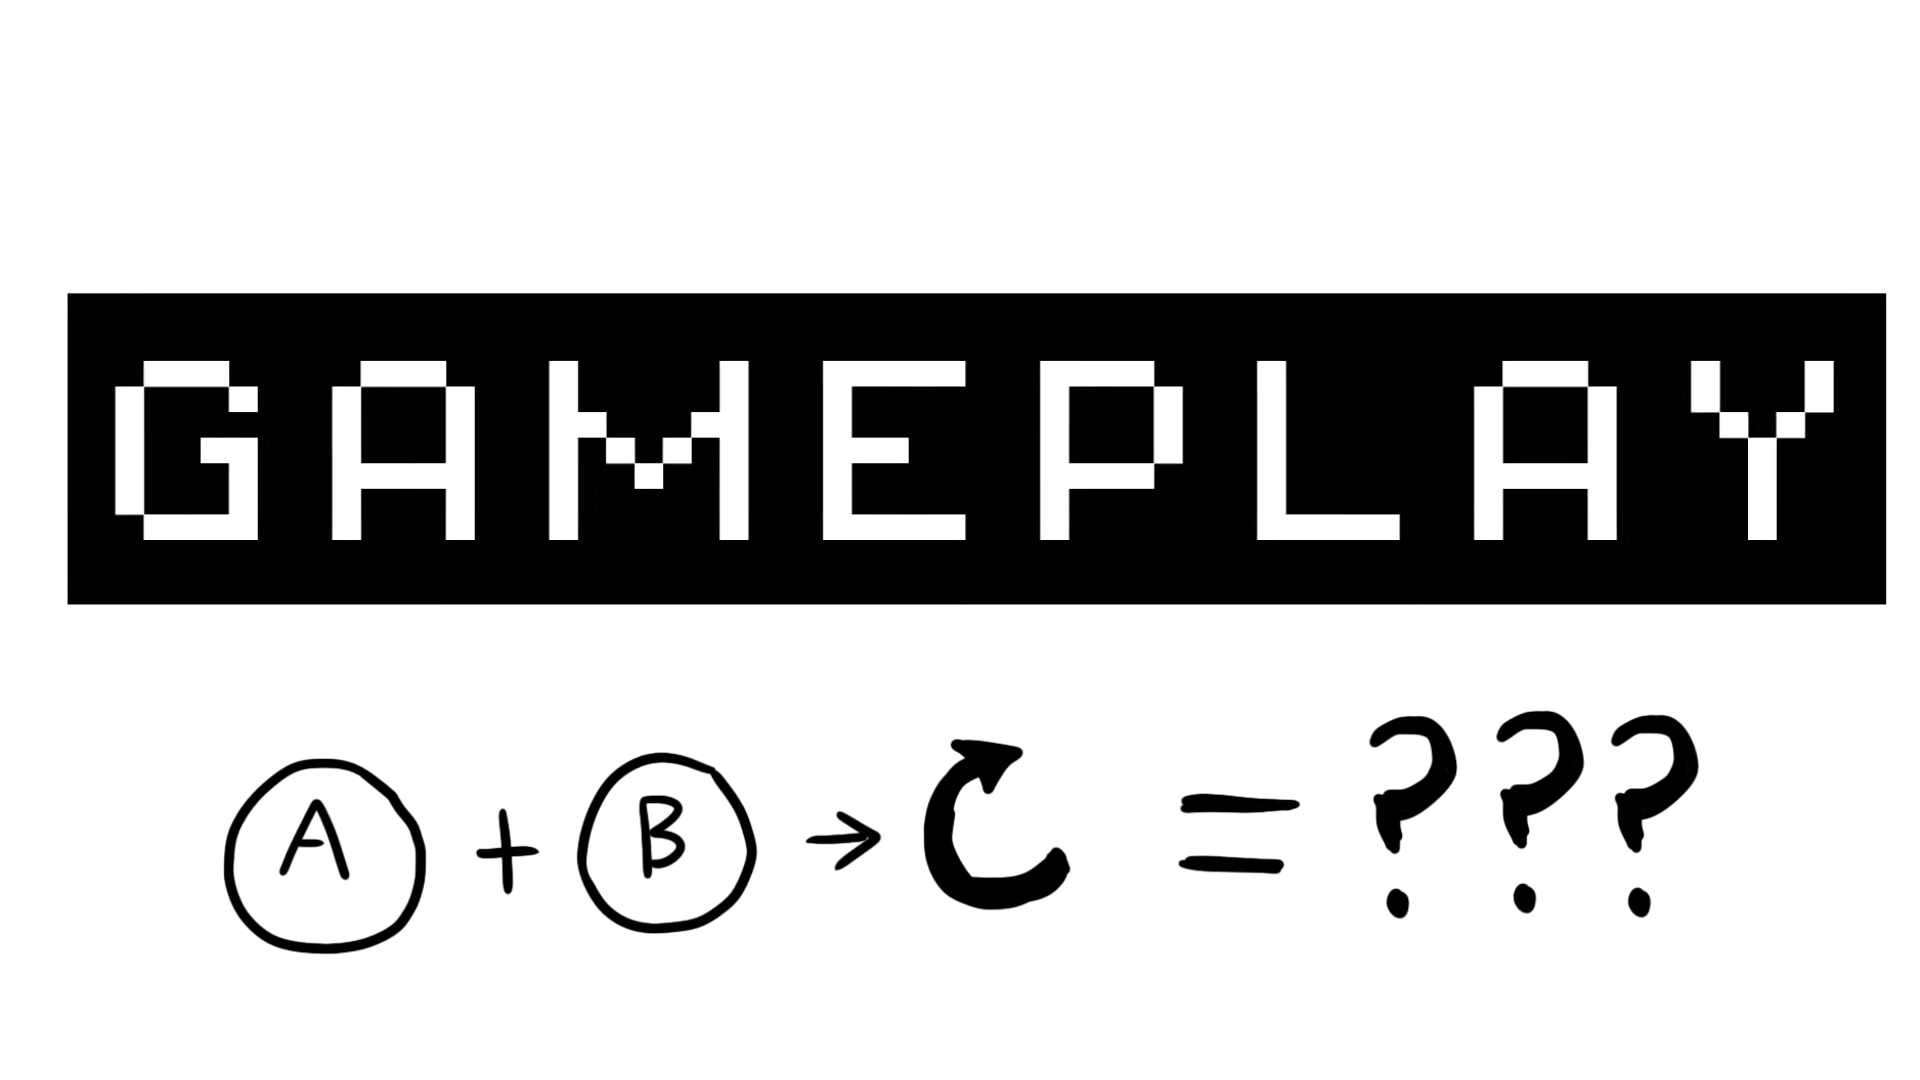 GAMEPLAY
A + B → = ???